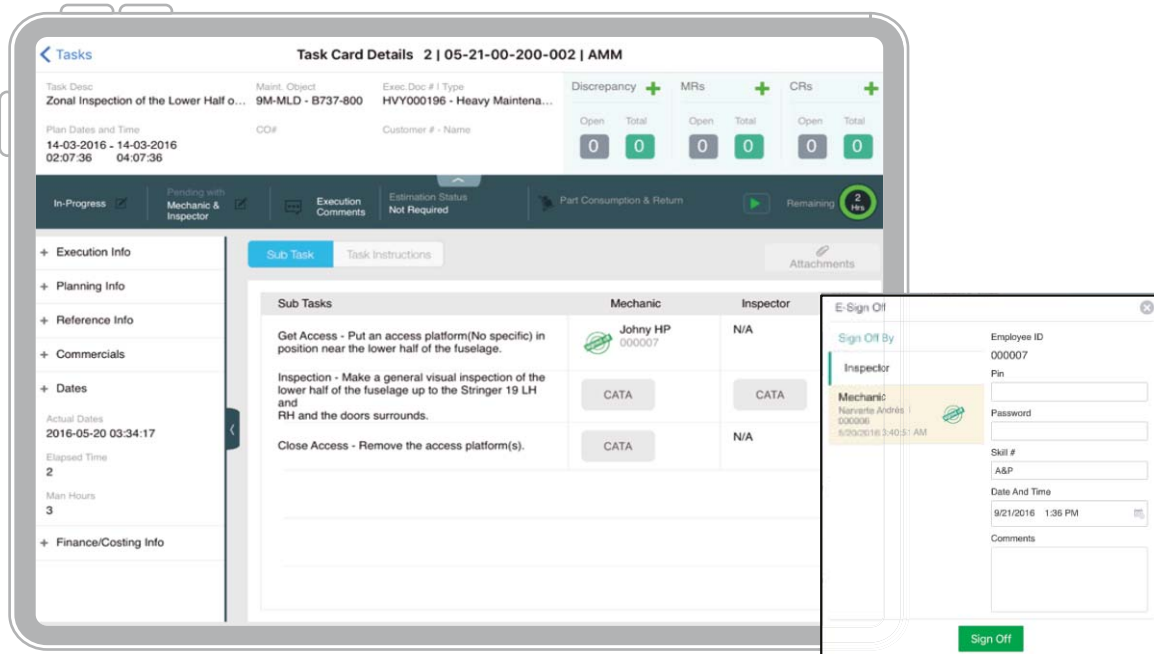 Tasks
Task Card Details 2 | 05-21-00-200-002 | AMM
Task Desc
Zonal Inspection of the Lower Half o...
Maint. Object
9M-MLD - B737-800
Exec.Doc # I Type
HVY000196 - Heavy Maintena...
Discrepancy
MRs
CRs
Plan Dates and Time
14-03-2016 - 14-03-2016
02:07:36 04:07:36
CO#
Customer # - Name
Open Total
0 0
Open Total
0 0
Open Total
0 0
In-Progress
Pending with
Mechanic &
Inspector
Execution
Comments
Estimation Status
Not Required
Part Consumption & Return
Remaining
2
Hrs
+ Execution Info
+ Planning Info
+ Reference Info
+ Commercials
+ Dates
Actual Dates
2016-05-20 03:34:17
Elapsed Time
2
Man Hours
3
+ Finance/Costing Info
Sub Task
Task Instructions
Attachments
Sub Tasks
Mechanic
Inspector
Get Access - Put an access platform(No specific) in
position near the lower half of the fuselage.
Johny HP
000007
N/A
Inspection - Make a general visual inspection of the
lower half of the fuselage up to the Stringer 19 LH
and
RH and the doors surrounds.
CATA
CATA
Close Access - Remove the access platform(s).
CATA
N/A
E-Sign Off
Sign Off By
Inspector
Mechanic
Narverte Andrés |
000006
5/20/2016 3:40:51 AM
Employee ID
000007
Pin
Password
Skill #
A&P
Date And Time
9/21/2016 1:36 PM
Comments
Sign Off